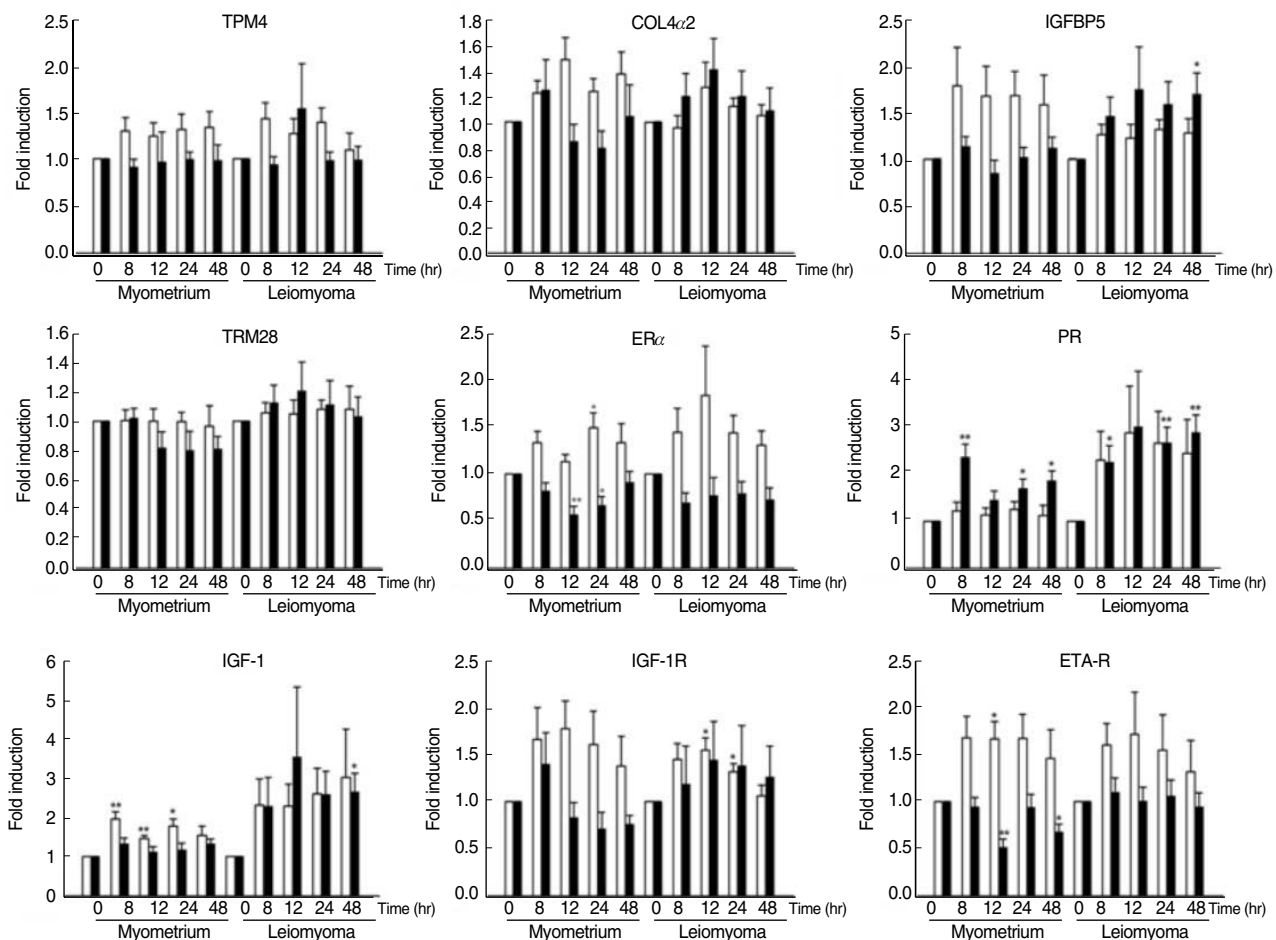 TPM4
2.5
2.0
1.5
1.0
0.5
0.0
Fold induction
0 8 12 24 48 0 8 12 24 48 Time (hr)
Myometrium Leiomyoma
COL4α2
1.8
1.6
1.4
1.2
1.0
0.8
0.6
0.4
0.2
0.0
Fold induction
0 8 12 24 48 0 8 12 24 48 Time (hr)
Myometrium Leiomyoma
IGFBP5
2.5
2.0
1.5
1.0
0.5
0.0
Fold induction
*
0 8 12 24 48 0 8 12 24 48 Time (hr)
Myometrium Leiomyoma
TRM28
1.6
1.4
1.2
1.0
0.8
0.6
0.4
0.2
0.0
Fold induction
0 8 12 24 48 0 8 12 24 48 Time (hr)
Myometrium Leiomyoma
ERα
2.5
2.0
1.5
1.0
0.5
0.0
Fold induction
** * *
0 8 12 24 48 0 8 12 24 48 Time (hr)
Myometrium Leiomyoma
PR
5
4
3
2
1
0
Fold induction
** * * * ** **
0 8 12 24 48 0 8 12 24 48 Time (hr)
Myometrium Leiomyoma
IGF-1
6
5
4
3
2
1
0
Fold induction
** ** * *
0 8 12 24 48 0 8 12 24 48 Time (hr)
Myometrium Leiomyoma
IGF-1R
2.5
2.0
1.5
1.0
0.5
0.0
Fold induction
* *
0 8 12 24 48 0 8 12 24 48 Time (hr)
Myometrium Leiomyoma
ETA-R
2.5
2.0
1.5
1.0
0.5
0.0
Fold induction
* ** *
0 8 12 24 48 0 8 12 24 48 Time (hr)
Myometrium Leiomyoma